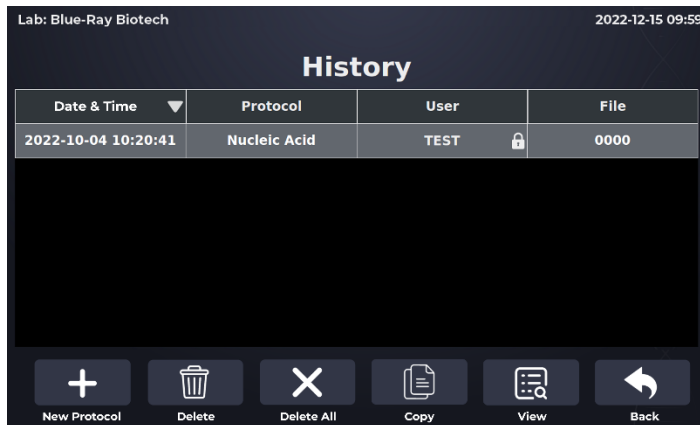 Lab: Blue-Ray Biotech 2022-12-15 09:59
History
Date & Time Protocol User File
2022-10-04 10:20:41 Nucleic Acid TEST 0000
New Protocol Delete Delete All Copy View Back